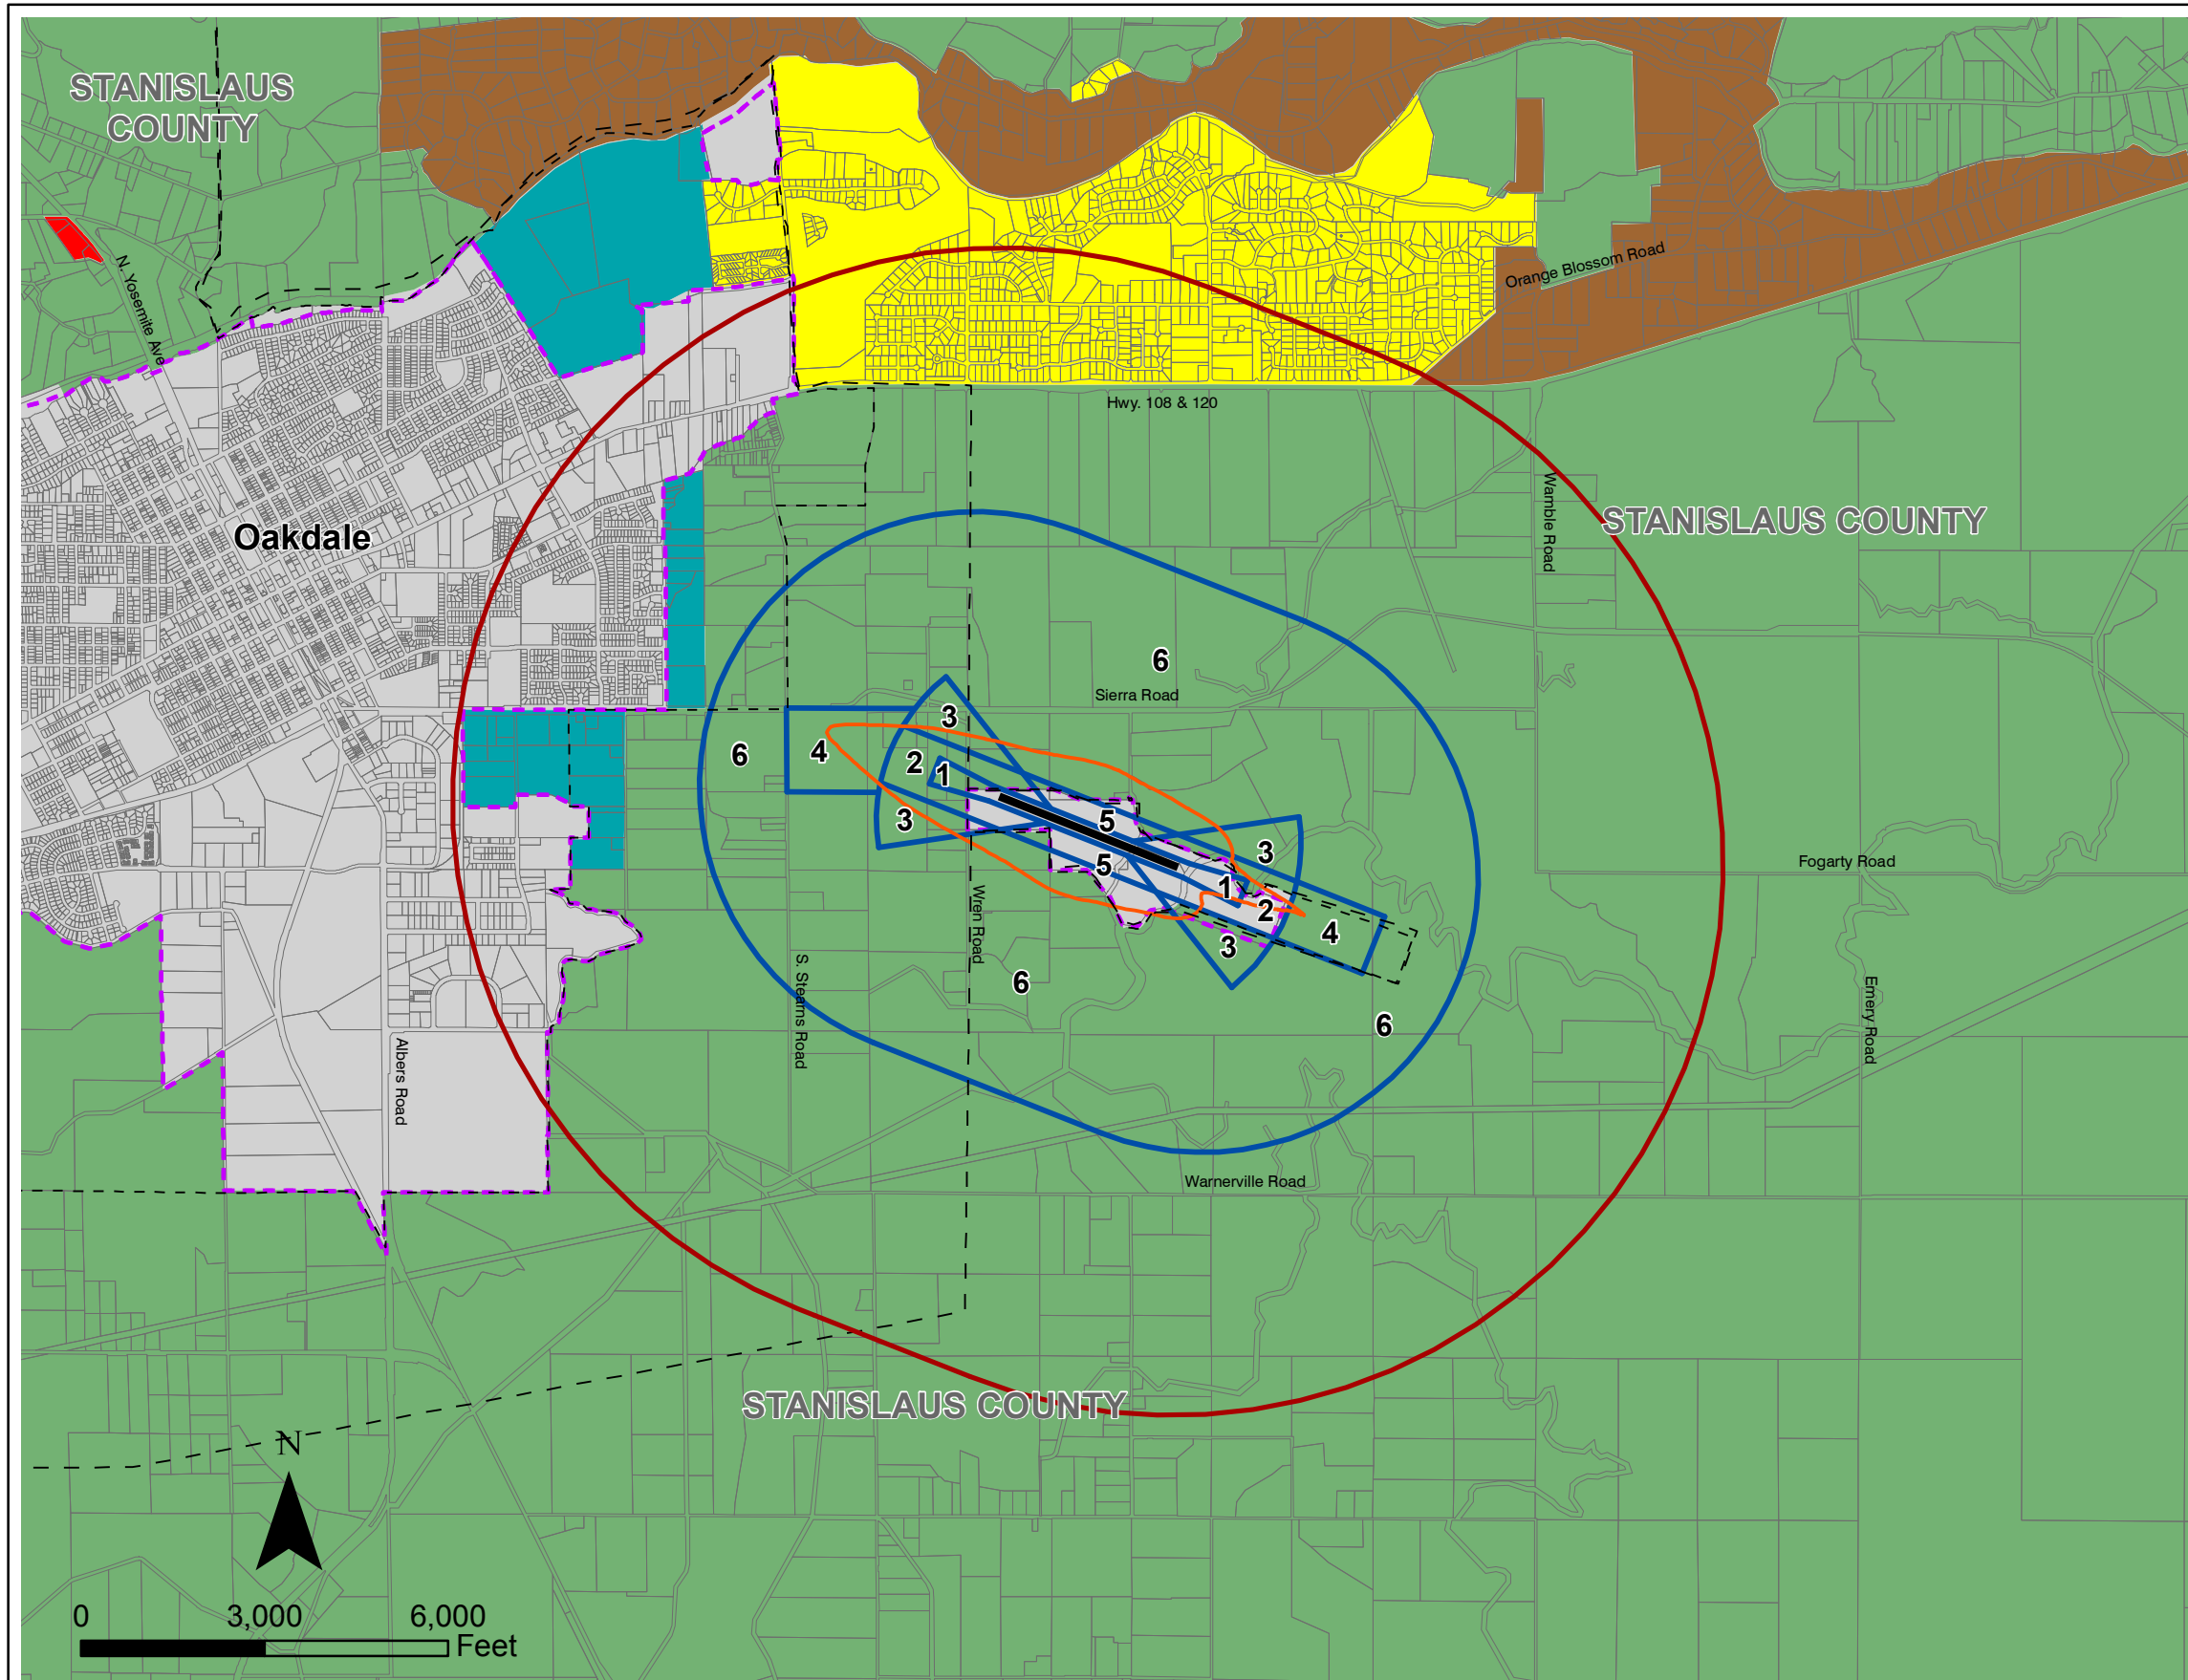 STANISLAUS
COUNTY
N. Yosemite Ave
Orange Blossom Road
Hwy. 108 & 120
Wamble Road
STANISLAUS COUNTY
Oakdale
6
Sierra Road
3
6
4
2
1
5
3
5
3
Fogarty Road
1
2
4
3
Wren Road
6
S. Stearns Road
6
Emery Road
Albers Road
Warnerville Road
STANISLAUS COUNTY
N
0 3,000 6,000
Feet